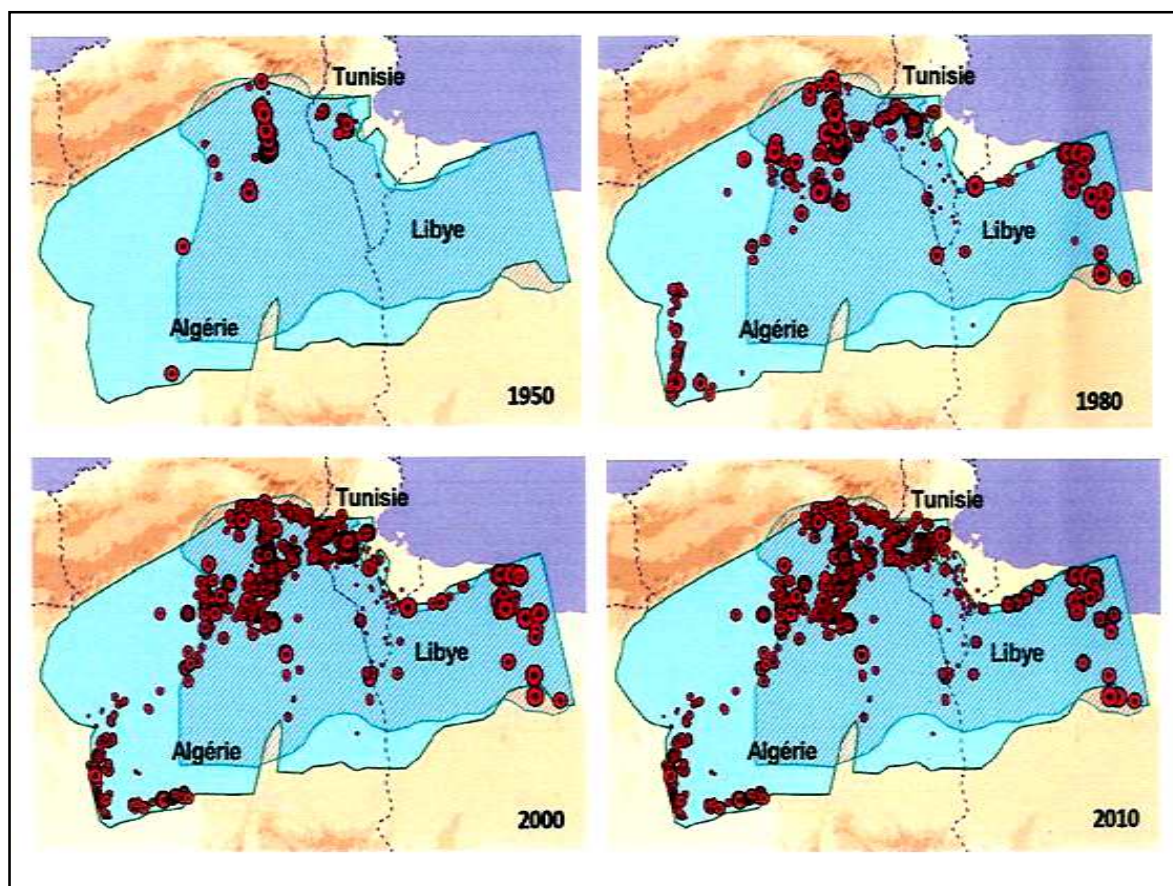 Tunisie
Libye
Algérie
1950
Tunisie
Libye
Algérie
1980
Tunisie
Libye
Algérie
2000
Tunisie
Libye
Algérie
2010